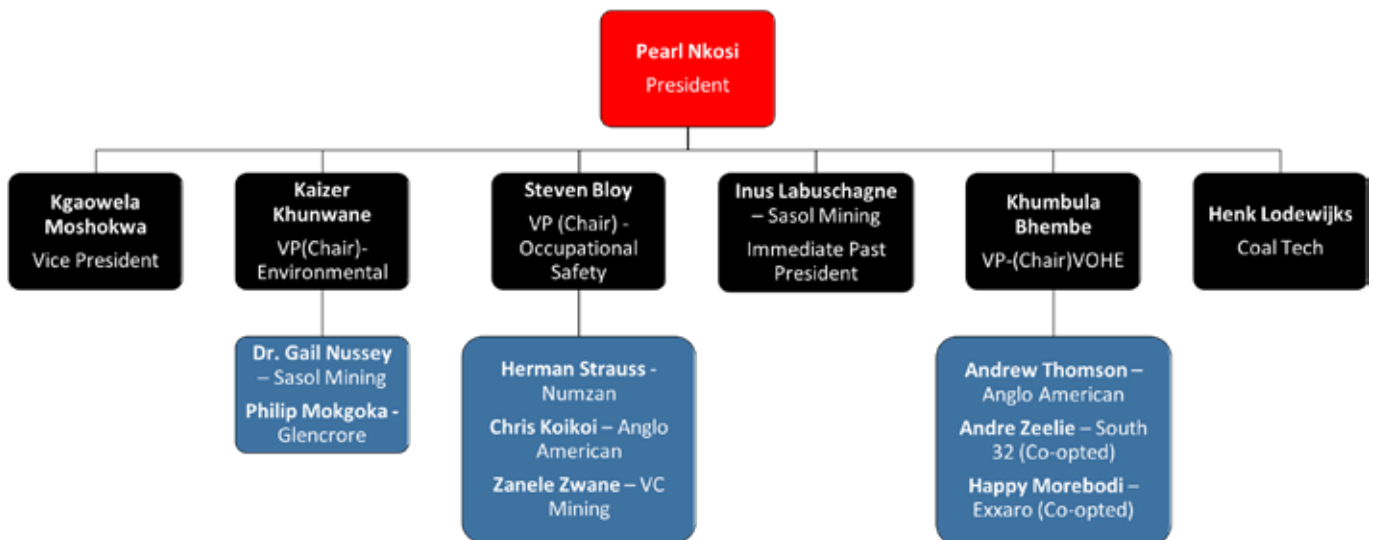 Pearl Nkosi
President
Kgaowela
Moshokwa
Vice President
Kaizer
Khunwane
VP(Chair)-
Environmental
Steven Bloy
VP (Chair) -
Occupational
Safety
Inus Labuschagne
– Sasol Mining
Immediate Past
President
Khumbula
Bhembe
VP-(Chair)VOHE
Henk Lodewijks
Coal Tech
Dr. Gail Nussey
– Sasol Mining
Philip Mokgoka -
Glencrore
Herman Strauss -
Numzan
Chris Koikoi – Anglo
American
Zanele Zwane – VC
Mining
Andrew Thomson –
Anglo American
Andre Zeelie – South
32 (Co-opted)
Happy Morebodi –
Exxaro (Co-opted)